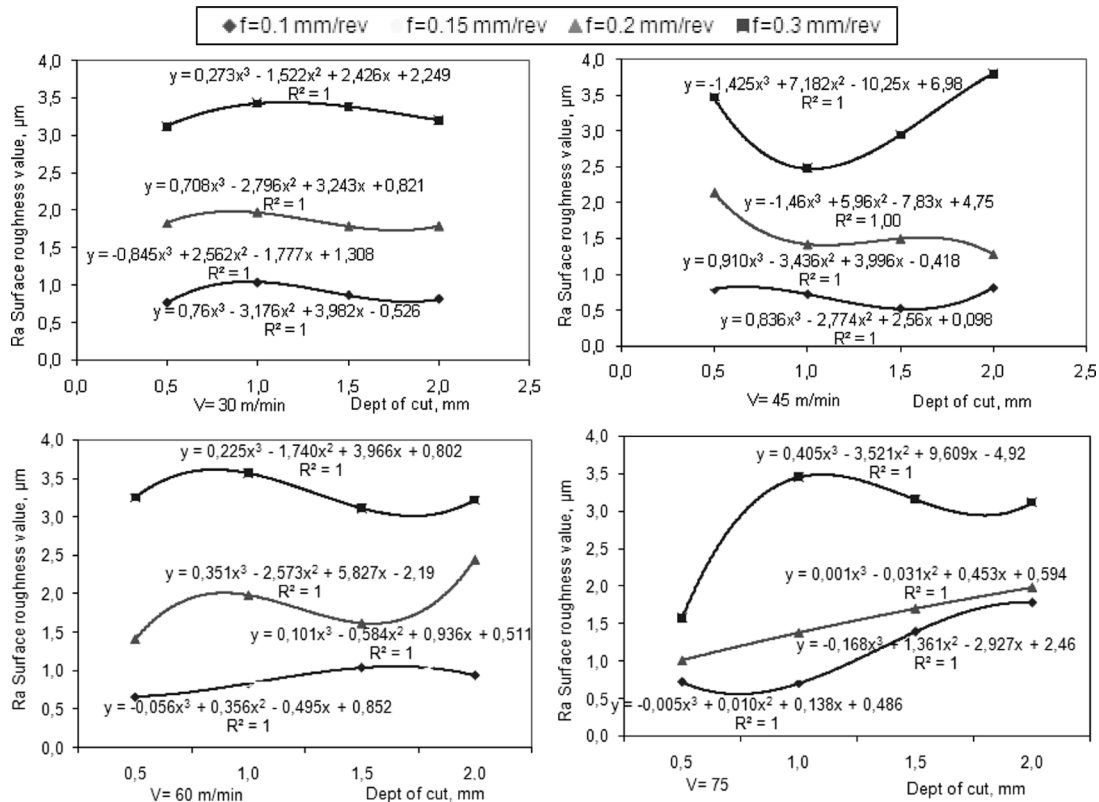 f=0.1 mm/rev f=0.15 mm/rev f=0.2 mm/rev f=0.3 mm/rev
Ra Surface roughness value, µm
4,0
3,5
3,0
2,5
2,0
1,5
1,0
0,5
0,0
y = 0,273x³ - 1,522x² + 2,426x + 2,249
R² = 1
y = 0,708x³ - 2,796x² + 3,243x + 0,821
R² = 1
y = -0,845x³ + 2,562x² - 1,777x + 1,308
R² = 1
y = 0,76x³ - 3,176x² + 3,982x - 0,526
R² = 1
0,0 0,5 1,0 1,5 2,0 2,5
V= 30 m/min Dept of cut, mm
Ra Surface roughness value, µm
4,0
3,5
3,0
2,5
2,0
1,5
1,0
0,5
0,0
y = -1,425x³ + 7,182x² - 10,25x + 6,98
R² = 1
y = -1,46x³ + 5,96x² - 7,83x + 4,75
R² = 1,00
y = 0,910x³ - 3,436x² + 3,996x - 0,418
R² = 1
y = 0,836x³ - 2,774x² + 2,56x + 0,098
R² = 1
0,0 0,5 1,0 1,5 2,0 2,5
V= 45 m/min Dept of cut, mm
Ra Surface roughness value, µm
4,0
3,5
3,0
2,5
2,0
1,5
1,0
0,5
0,0
y = 0,225x³ - 1,740x² + 3,966x + 0,802
R² = 1
y = 0,351x³ - 2,573x² + 5,827x - 2,19
R² = 1
y = 0,101x³ - 0,584x² + 0,936x + 0,511
R² = 1
y = -0,056x³ + 0,356x² - 0,495x + 0,852
R² = 1
0,5 1,0 1,5 2,0
V= 60 m/min Dept of cut, mm
Ra Surface roughness value, µm
4,0
3,5
3,0
2,5
2,0
1,5
1,0
0,5
0,0
y = 0,405x³ - 3,521x² + 9,609x - 4,92
R² = 1
y = 0,001x³ - 0,031x² + 0,453x + 0,594
R² = 1
y = -0,168x³ + 1,361x² - 2,927x + 2,46
R² = 1
y = -0,005x³ + 0,010x² + 0,138x + 0,486
R² = 1
0,5 1,0 1,5 2,0
V= 75 Dept of cut, mm